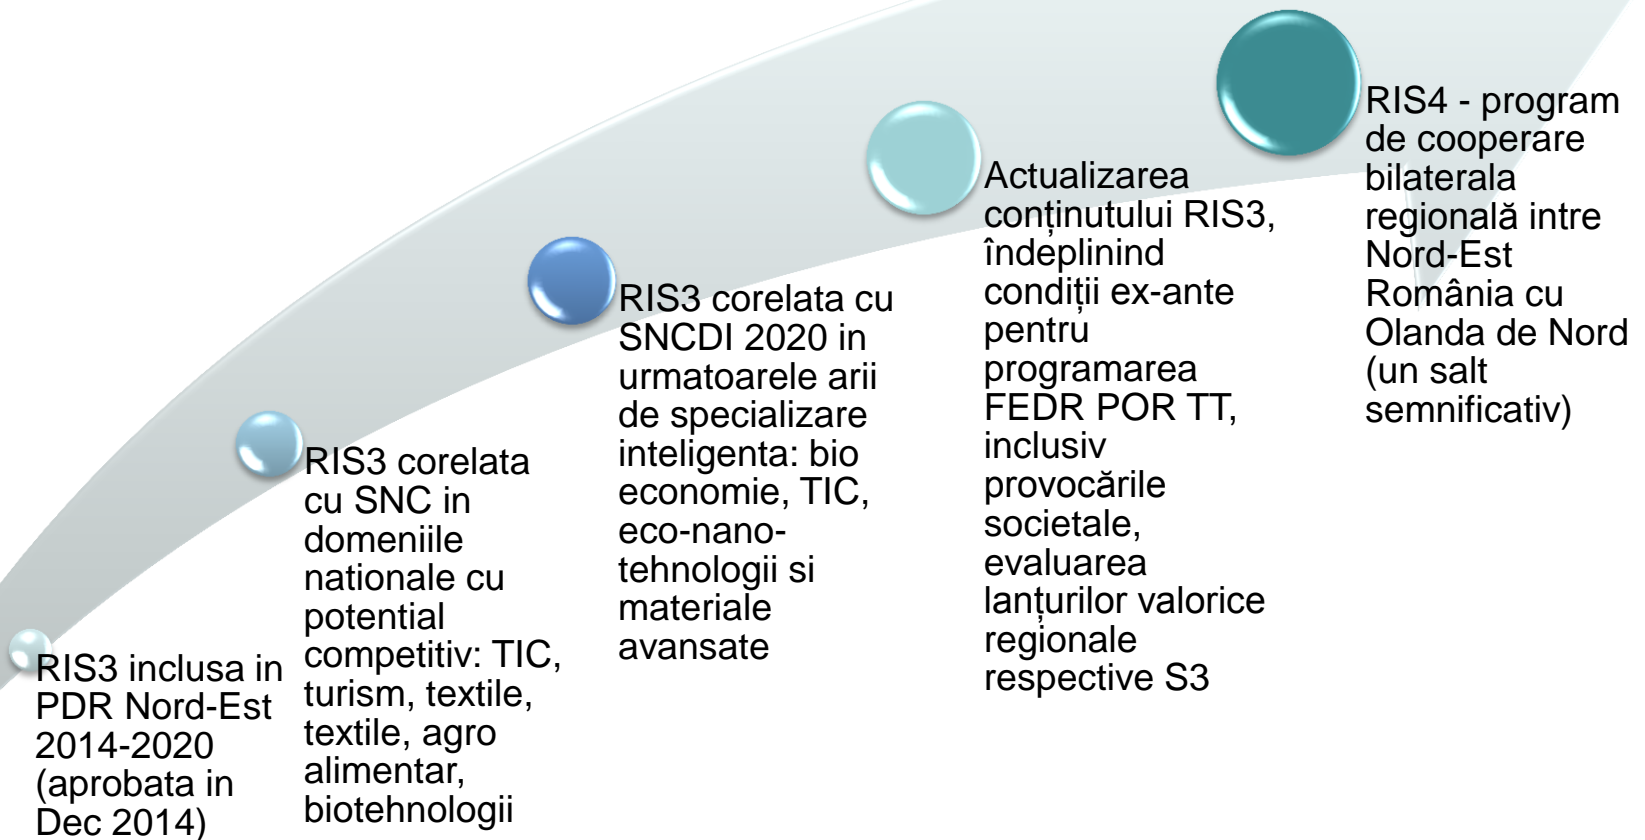 RIS3 inclusa in
PDR Nord-Est
2014-2020
(aprobata in
Dec 2014)
RIS3 corelata
cu SNC in
domeniile
nationale cu
potential
competitiv: TIC,
turism, textile,
textile, agro
alimentar,
biotehnologii
RIS3 corelata cu
SNCDI 2020 in
urmatoarele arii
de specializare
inteligenta: bio
economie, TIC,
eco-nano-
tehnologii si
materiale
avansate
Actualizarea
conținutului RIS3,
îndeplinind
condiții ex-ante
pentru
programarea
FEDR POR TT,
inclusiv
provocările
societale,
evaluarea
lanțurilor valorice
regionale
respective S3
RIS4 - program
de cooperare
bilaterala
regională intre
Nord-Est
România cu
Olanda de Nord
(un salt
semnificativ)